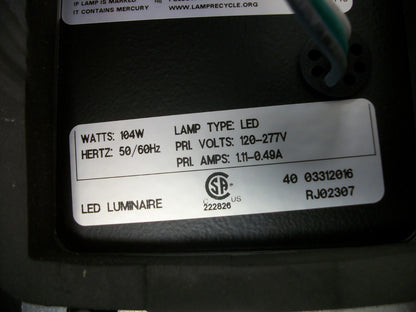 IF LAMP IS MARKED
IT CONTAINS MERCURY
WWW.LAMPRECYCLE.ORG
WATTS: 104W LAMP TYPE: LED
HERTZ: 50/60Hz PRI. VOLTS: 120-277V
PRI. AMPS: 1.11-0.49A
LED LUMINAIRE
C US
222826
40 03312016
RJ02307